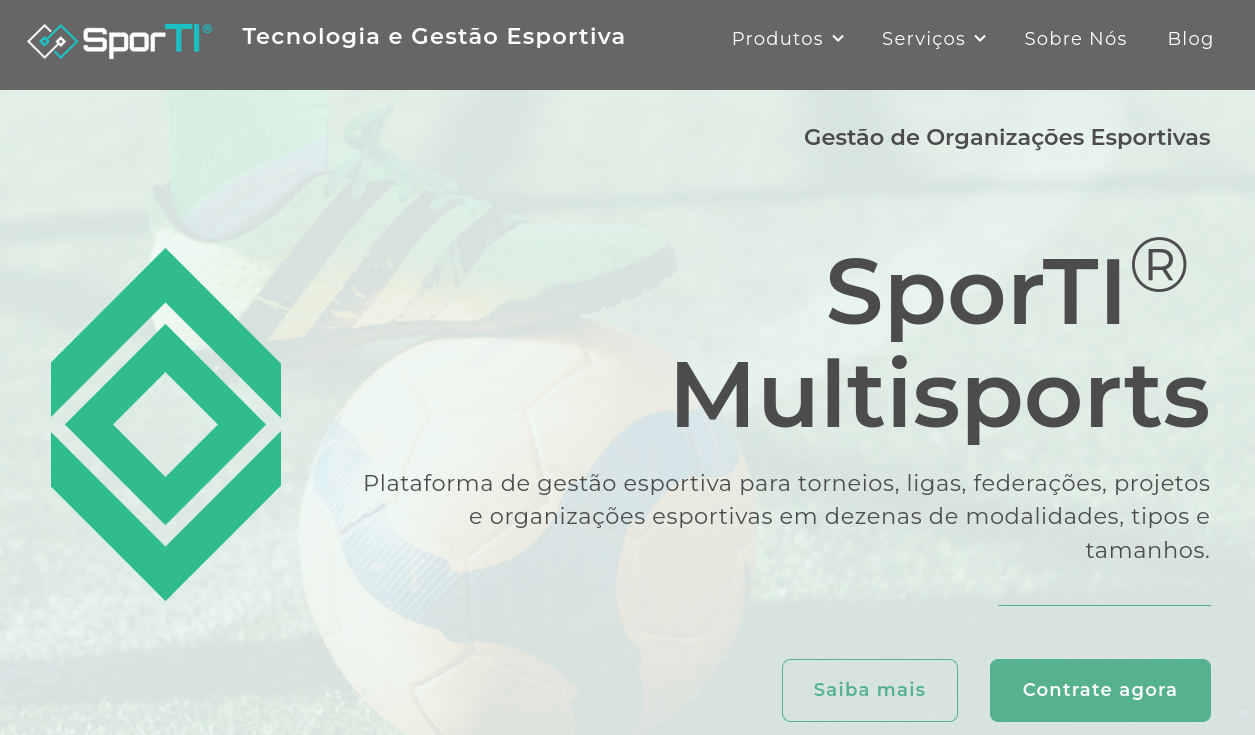 SporTI®
Tecnologia e Gestão Esportiva
Produtos
Serviços
Sobre Nós
Blog
Gestão de Organizações Esportivas
SporTI®
Multisports
Plataforma de gestão esportiva para torneios, ligas, federações, projetos
e organizações esportivas em dezenas de modalidades, tipos e
tamanhos.
Saiba mais
Contrate agora